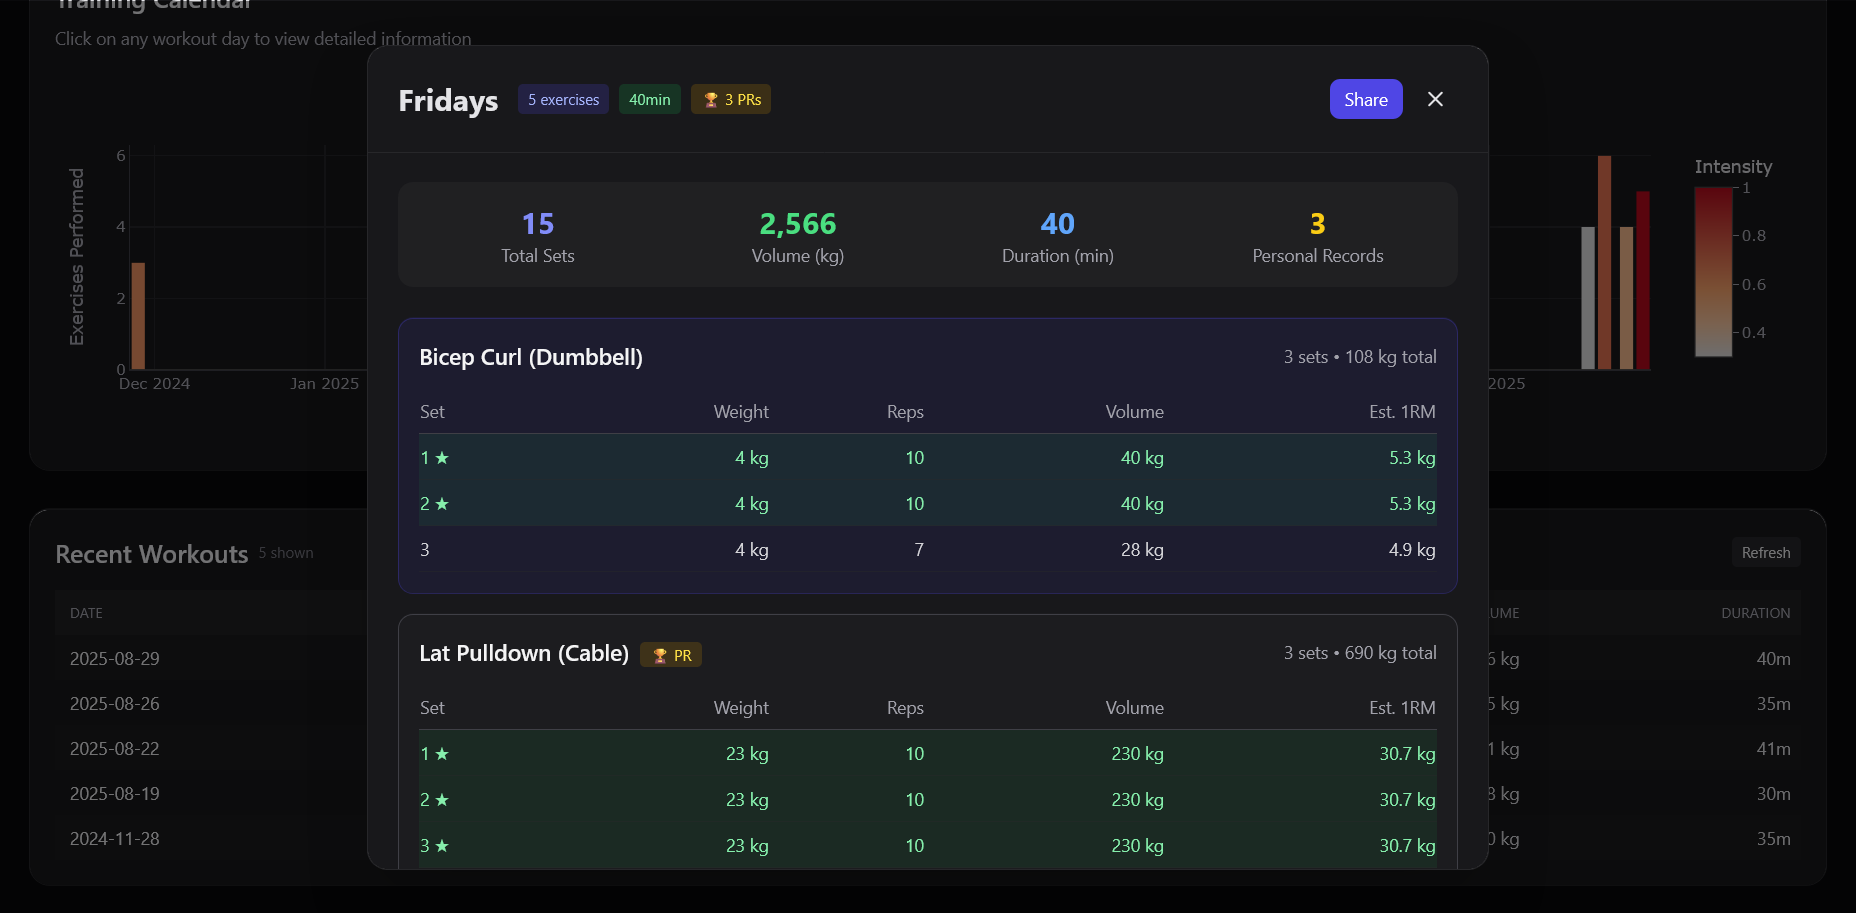 Training Calendar
Click on any workout day to view detailed information
Fridays 5 exercises 40min 🏆 3 PRs Share ✕
15 2,566 40 3
Total Sets Volume (kg) Duration (min) Personal Records
Exercises Performed
6
4
2
0
Dec 2024 Jan 2025 2025
Intensity
1
0.8
0.6
0.4
Bicep Curl (Dumbbell) 3 sets • 108 kg total
Set Weight Reps Volume Est. 1RM
1 ★ 4 kg 10 40 kg 5.3 kg
2 ★ 4 kg 10 40 kg 5.3 kg
3 4 kg 7 28 kg 4.9 kg
Lat Pulldown (Cable) 🏆 PR 3 sets • 690 kg total
Set Weight Reps Volume Est. 1RM
1 ★ 23 kg 10 230 kg 30.7 kg
2 ★ 23 kg 10 230 kg 30.7 kg
3 ★ 23 kg 10 230 kg 30.7 kg
Recent Workouts 5 shown Refresh
DATE UME DURATION
2025-08-29 6 kg 40m
2025-08-26 5 kg 35m
2025-08-22 1 kg 41m
2025-08-19 8 kg 30m
2024-11-28 0 kg 35m